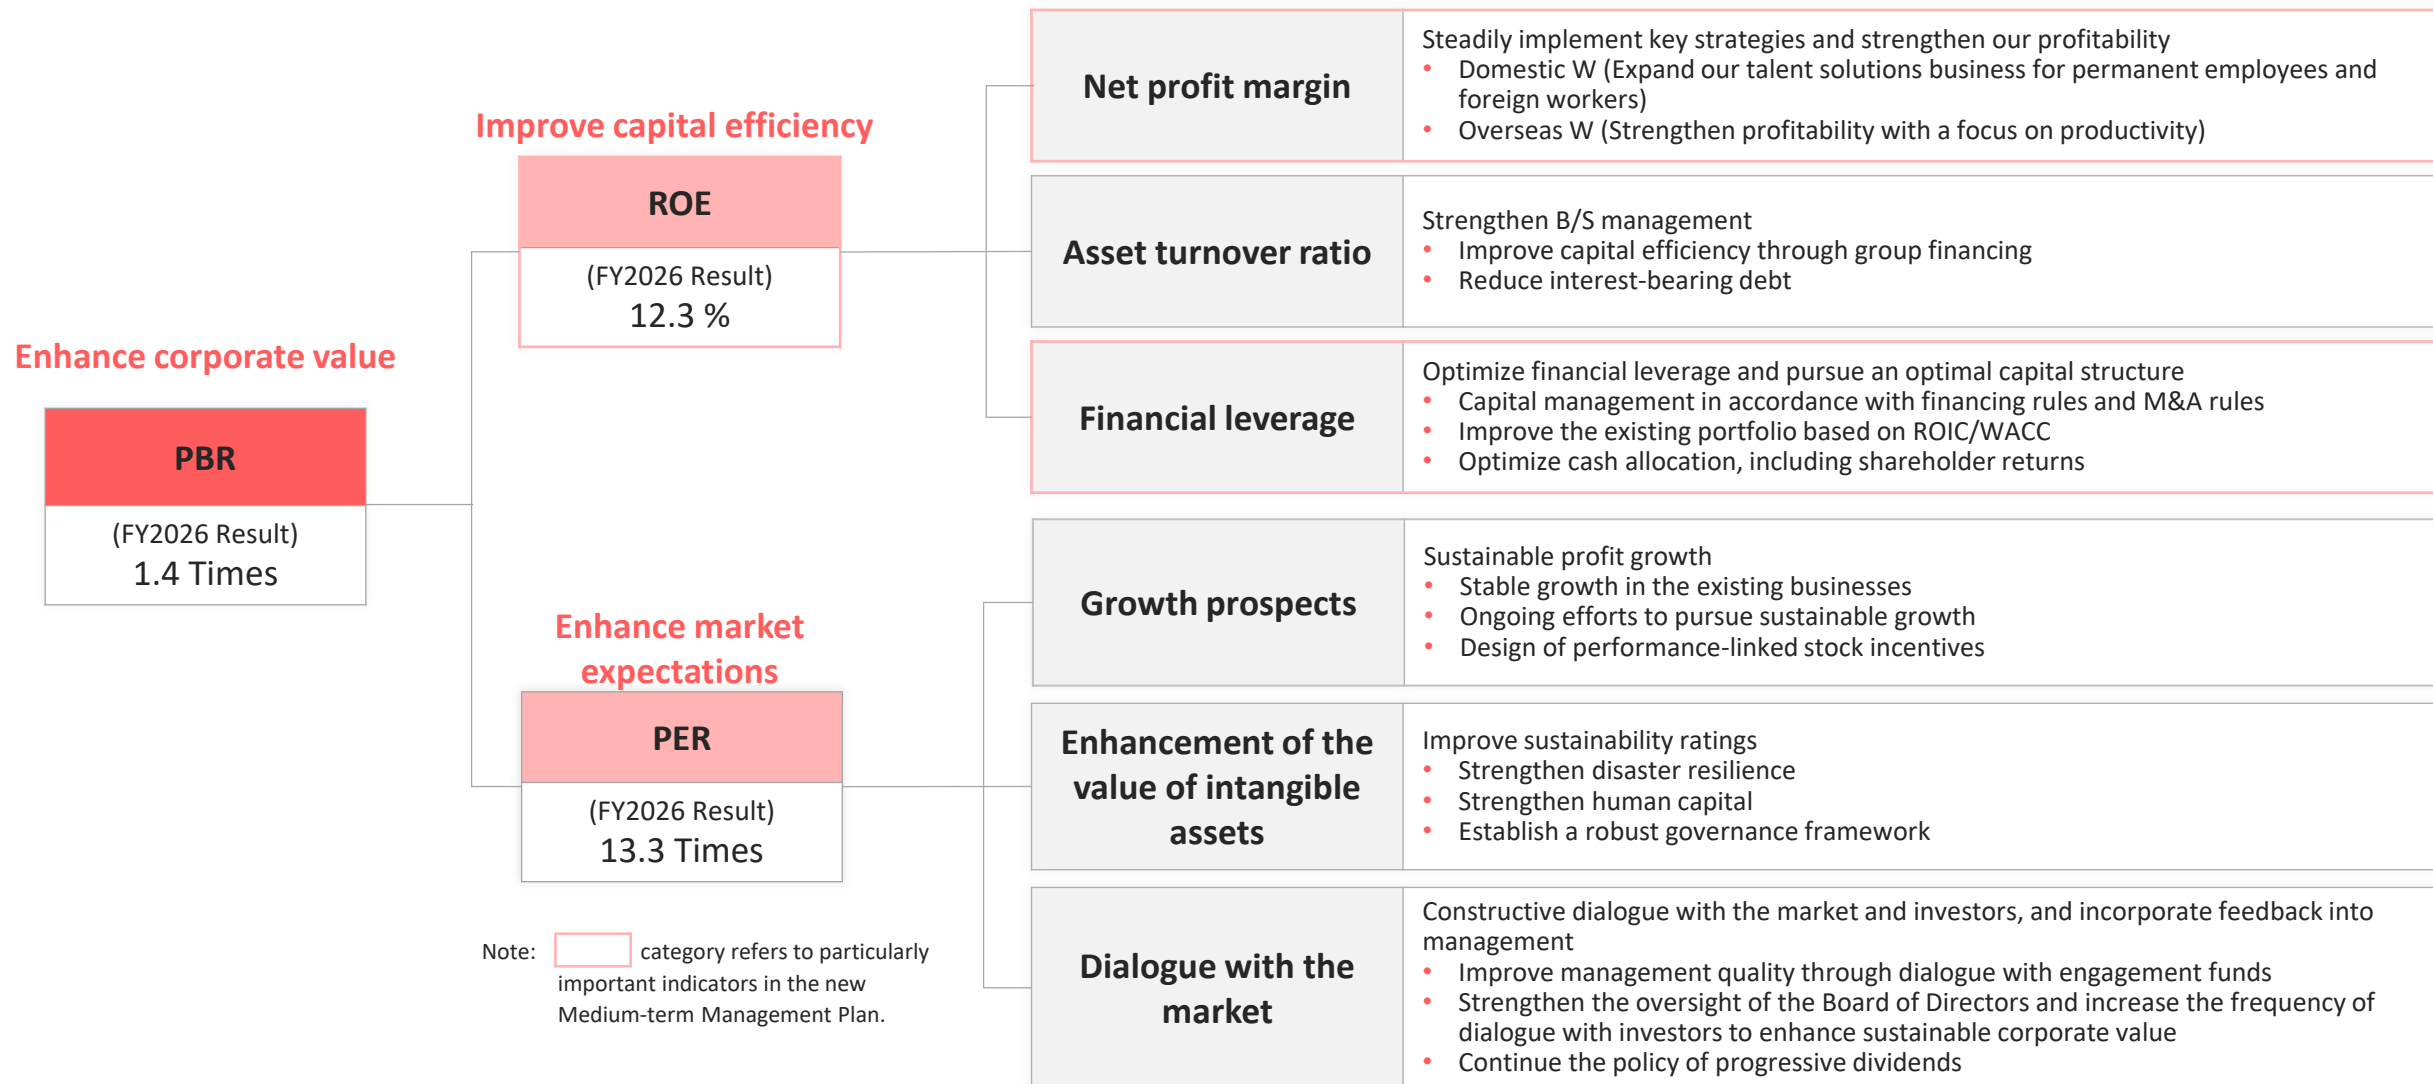 Enhance corporate value
PBR
(FY2026 Result)
1.4 Times
Improve capital efficiency
ROE
(FY2026 Result)
12.3 %
Enhance market
expectations
PER
(FY2026 Result)
13.3 Times
Note: category refers to particularly
important indicators in the new
Medium-term Management Plan.
Net profit margin
Steadily implement key strategies and strengthen our profitability
• Domestic W (Expand our talent solutions business for permanent employees and
foreign workers)
• Overseas W (Strengthen profitability with a focus on productivity)
Asset turnover ratio
Strengthen B/S management
• Improve capital efficiency through group financing
• Reduce interest-bearing debt
Financial leverage
Optimize financial leverage and pursue an optimal capital structure
• Capital management in accordance with financing rules and M&A rules
• Improve the existing portfolio based on ROIC/WACC
• Optimize cash allocation, including shareholder returns
Growth prospects
Sustainable profit growth
• Stable growth in the existing businesses
• Ongoing efforts to pursue sustainable growth
• Design of performance-linked stock incentives
Enhancement of the
value of intangible
assets
Improve sustainability ratings
• Strengthen disaster resilience
• Strengthen human capital
• Establish a robust governance framework
Dialogue with the
market
Constructive dialogue with the market and investors, and incorporate feedback into
management
• Improve management quality through dialogue with engagement funds
• Strengthen the oversight of the Board of Directors and increase the frequency of
dialogue with investors to enhance sustainable corporate value
• Continue the policy of progressive dividends